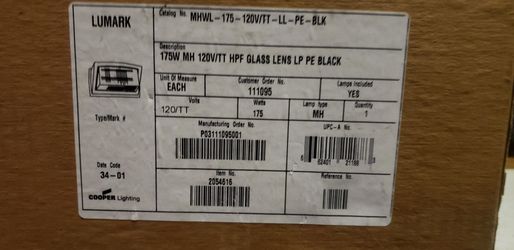 LUMARK
Catalog No. MHWL-175-120V/TT-LL-PE-BLK
Description
175W MH 120V/TT HPF GLASS LENS LP PE BLACK
Unit Of Measure
EACH
Customer Order No.
111095
Lamps Included
YES
Volts
120/TT
Watts
175
Lamp type
MH
Quantity
1
Type/Mark #
Manufacturing Order No.
P03111095001
UPC-A No.
62401 21188
Date Code
34-01
Item No.
2054616
Reference No.
COOPER Lighting